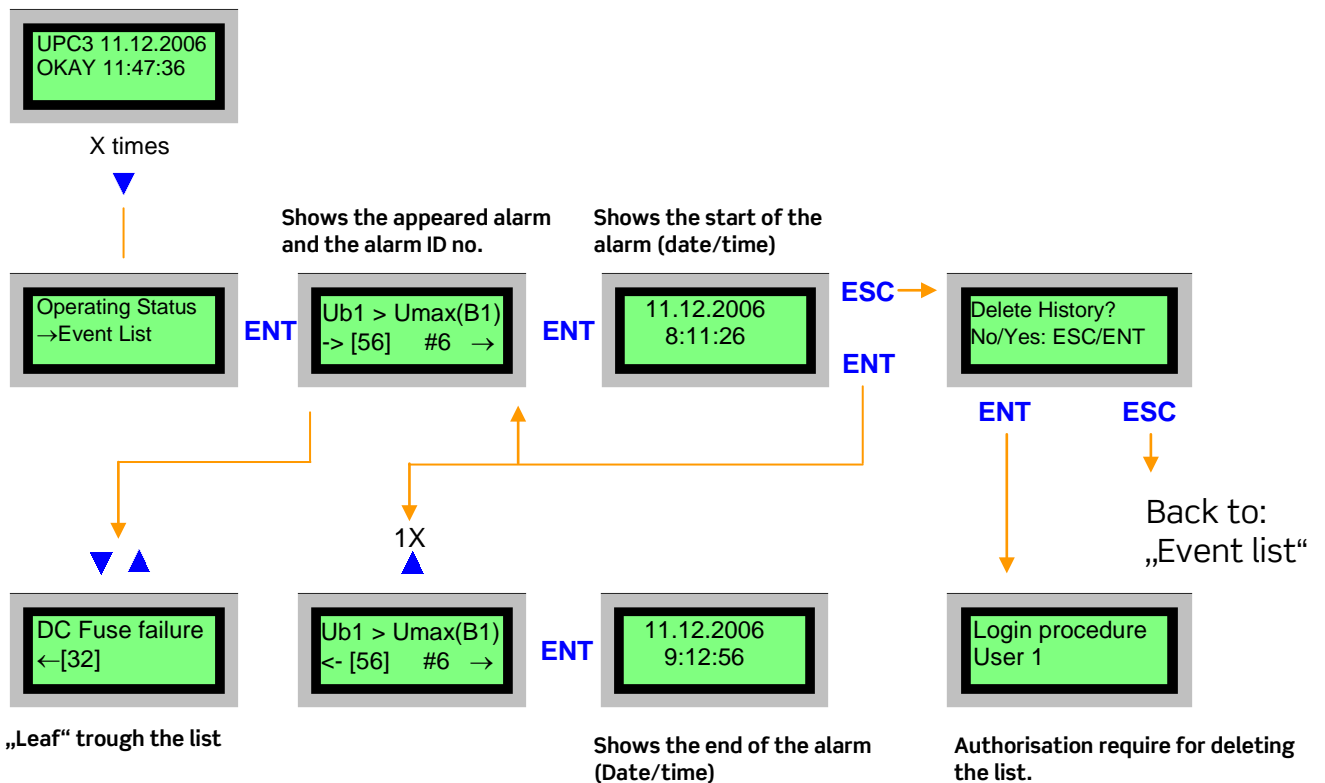 UPC3 11.12.2006
OKAY 11:47:36
X times
Shows the appeared alarm
and the alarm ID no.
Shows the start of the
alarm (date/time)
Operating Status
→Event List
ENT
Ub1 > Umax(B1)
-> [56] #6 →
ENT
11.12.2006
8:11:26
ESC
ENT
Delete History?
No/Yes: ESC/ENT
ENT
ESC
Back to:
„Event list“
1X
DC Fuse failure
←[32]
Ub1 > Umax(B1)
<- [56] #6 →
ENT
11.12.2006
9:12:56
Login procedure
User 1
„Leaf“ trough the list
Shows the end of the alarm
(Date/time)
Authorisation require for deleting
the list.